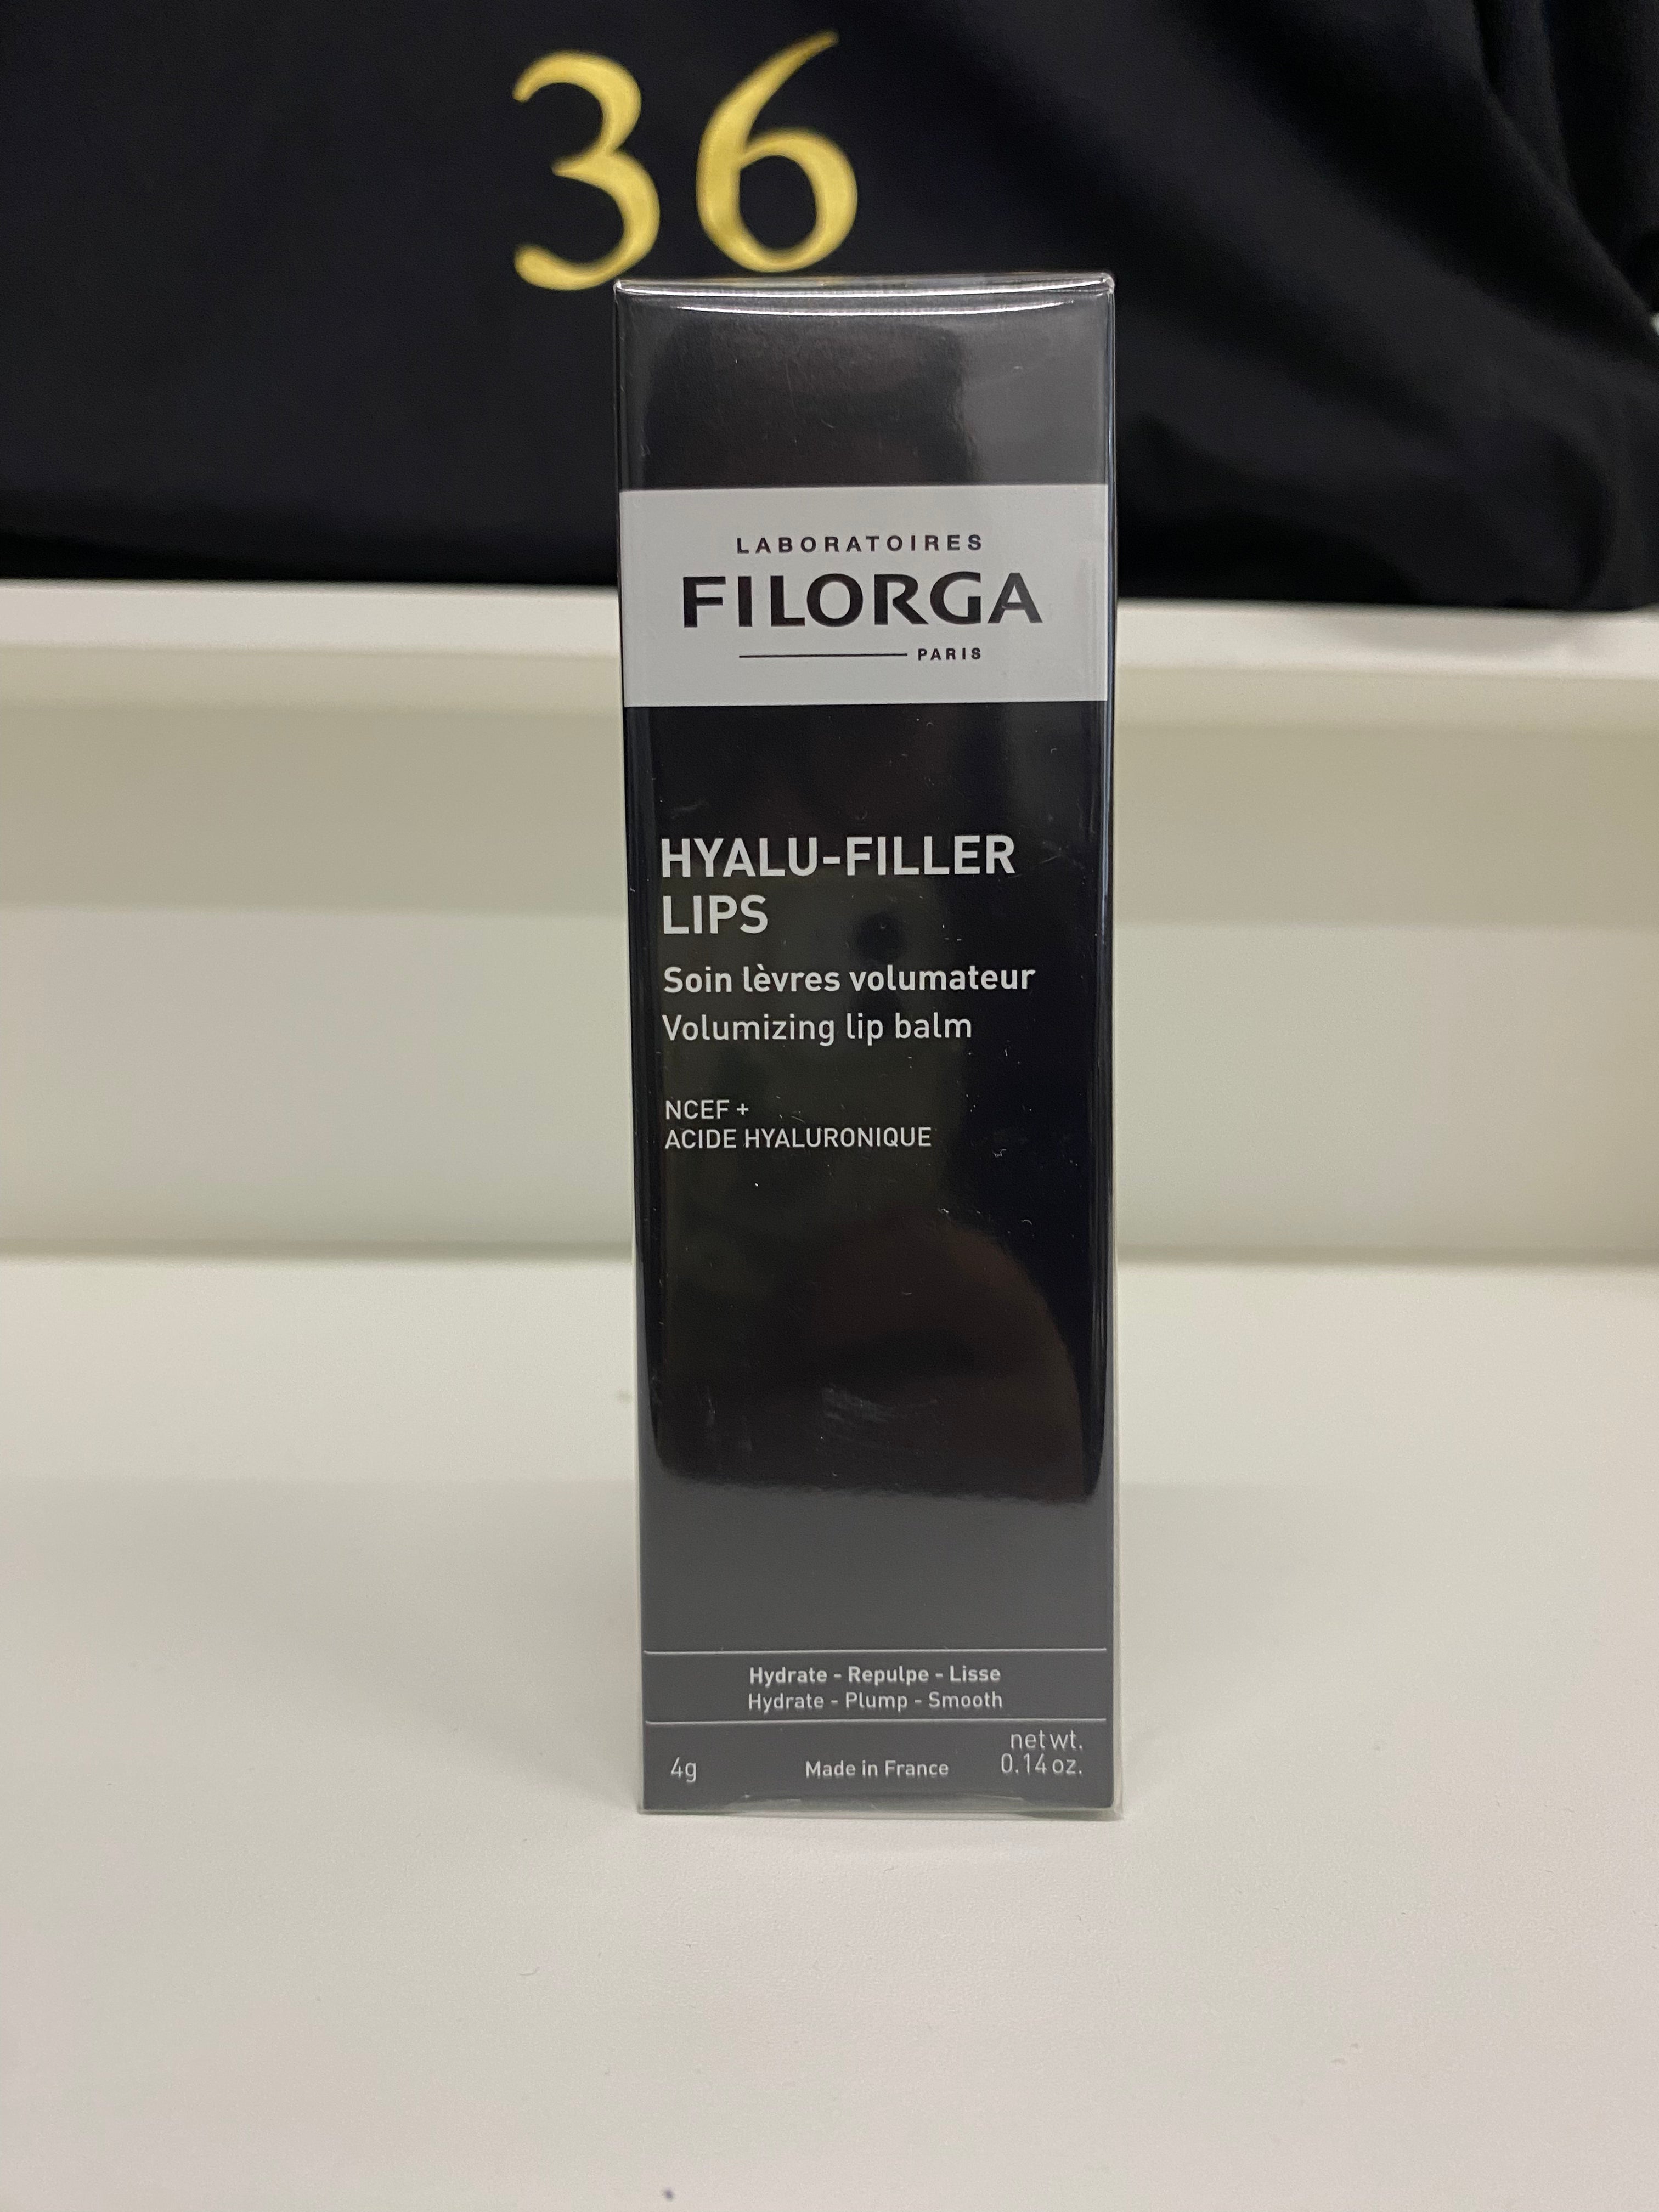 36
LABORATOIRES
FILORGA
PARIS
HYALU-FILLER
LIPS
Soin lèvres volumateur
Volumizing lip balm
NCEF +
ACIDE HYALURONIQUE
Hydrate - Repulpe - Lisse
Hydrate - Plump - Smooth
4g
Made in France
net wt.
0.14 oz.